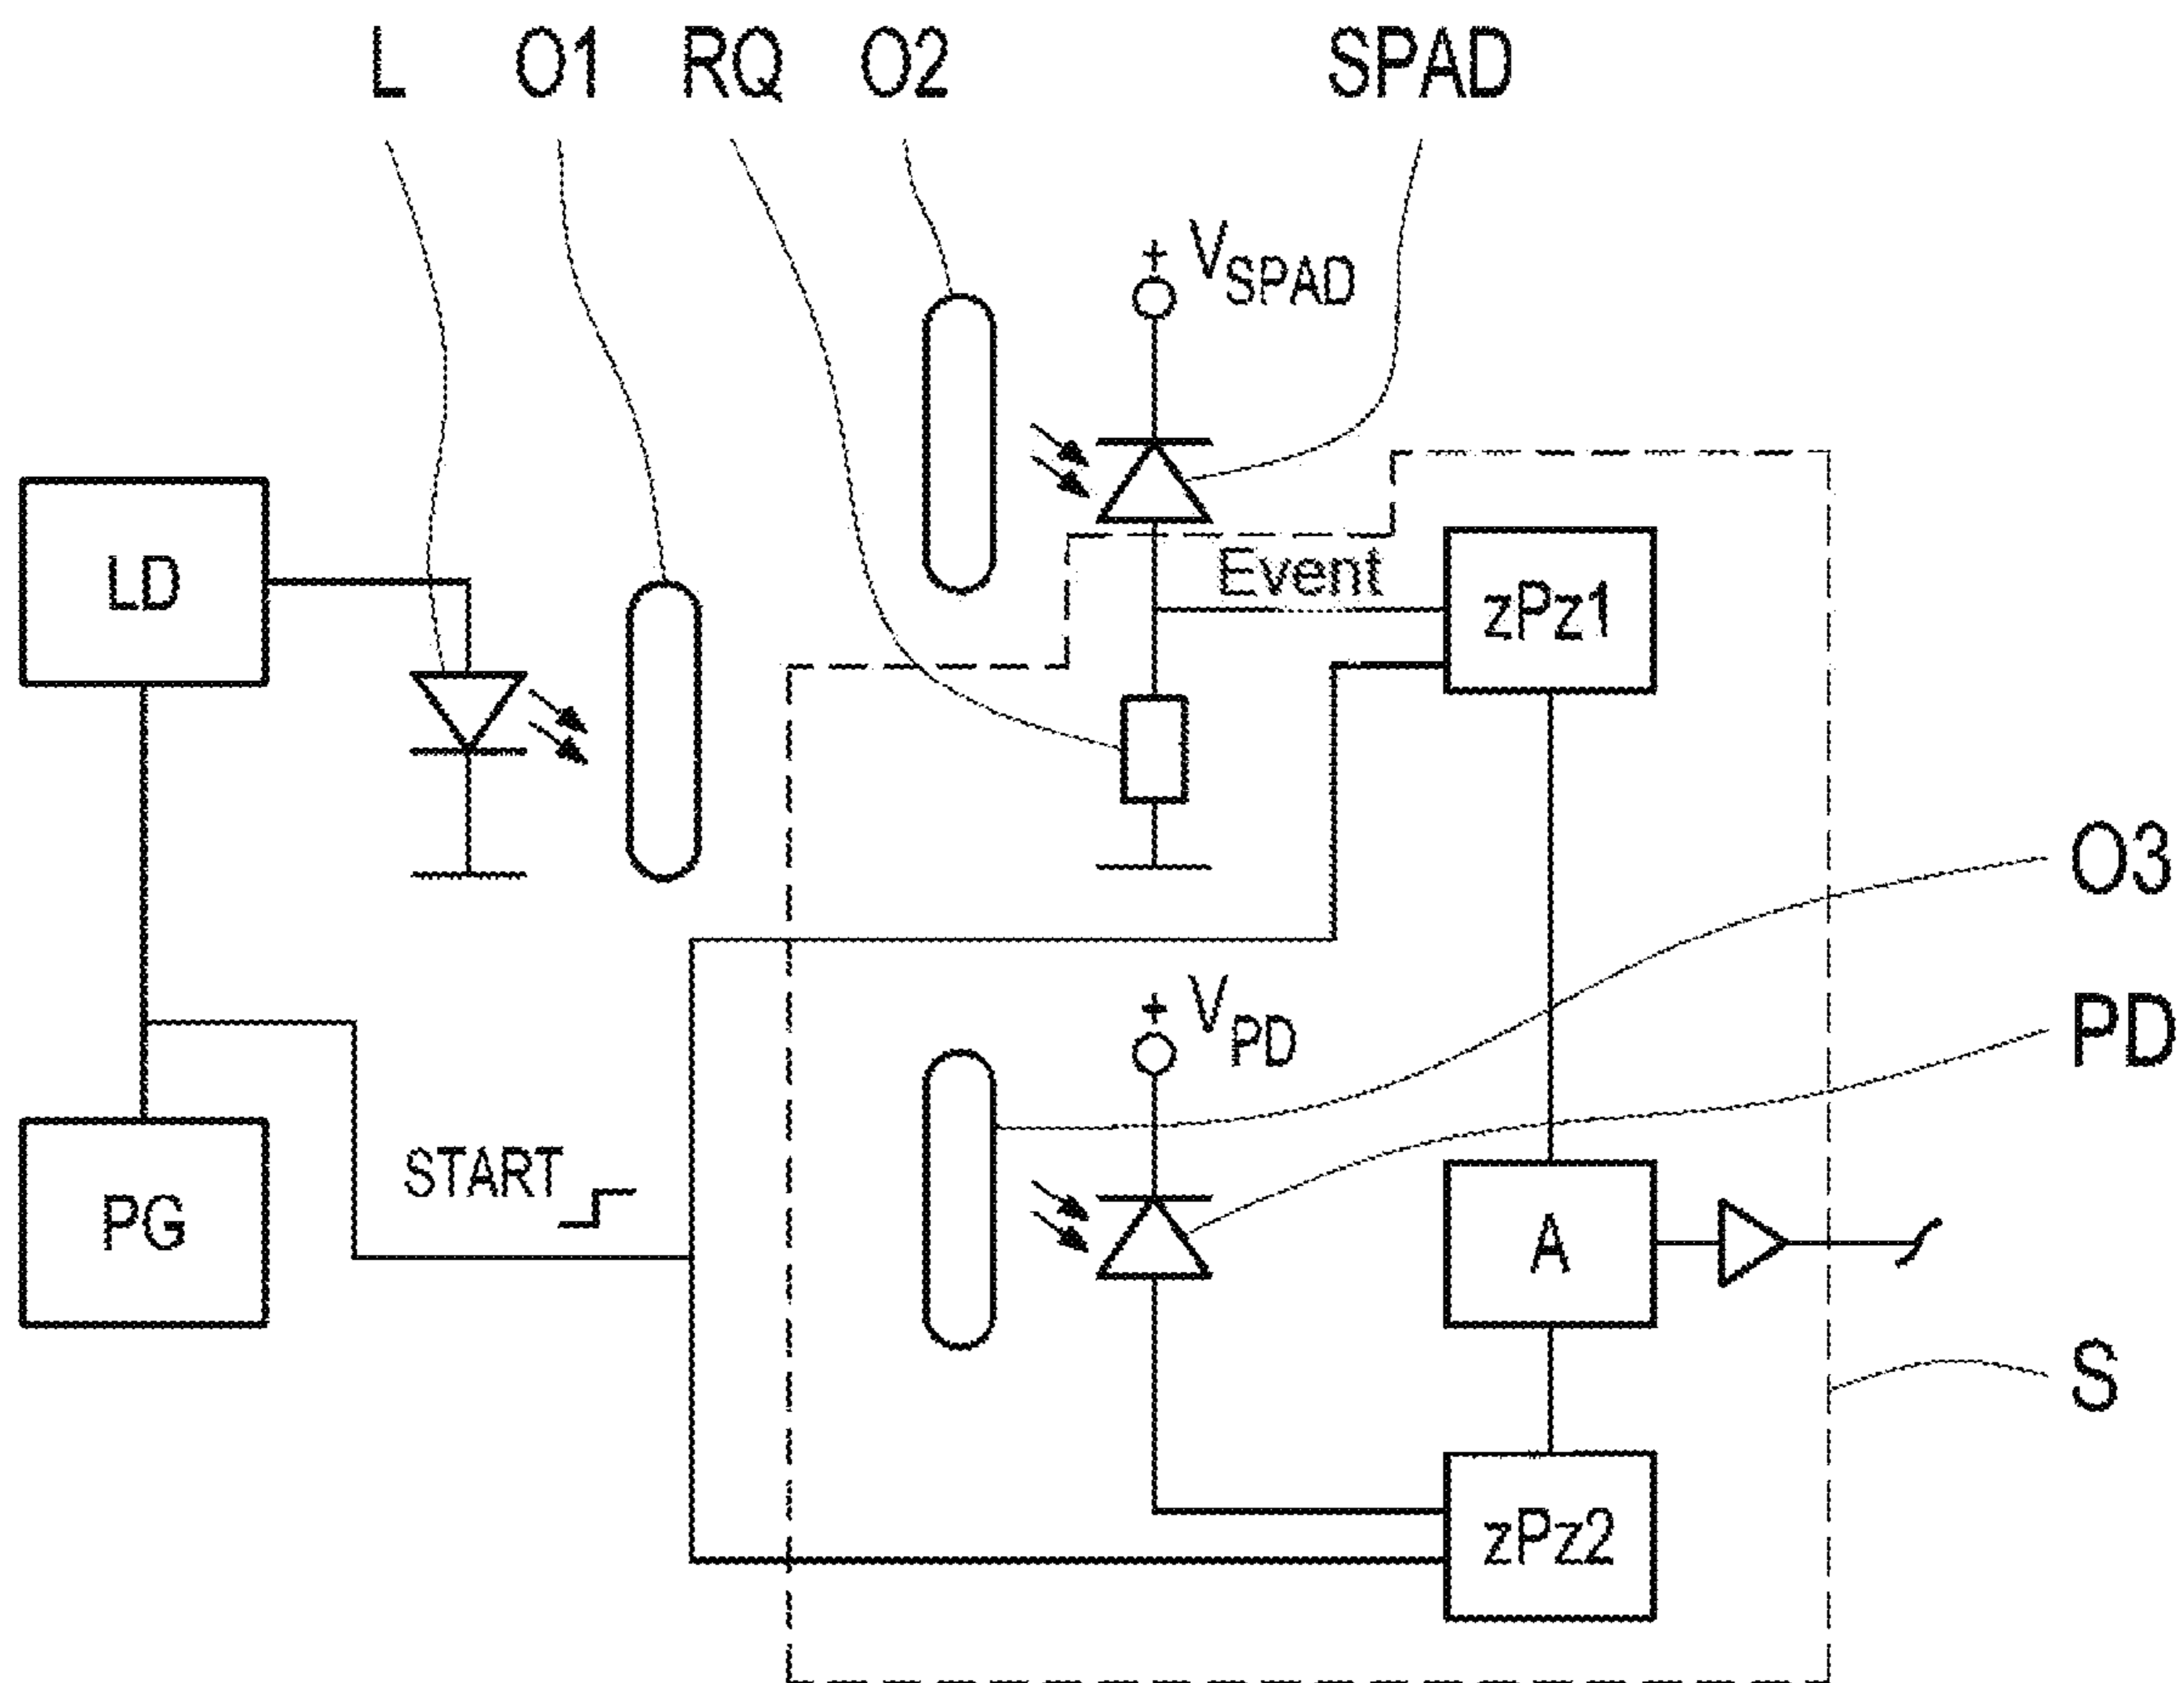 L O1 RQ O2 SPAD
+ VSPAD
LD
Event
zPz1
O3
+ VPD
PD
START
PG
A
S
zPz2